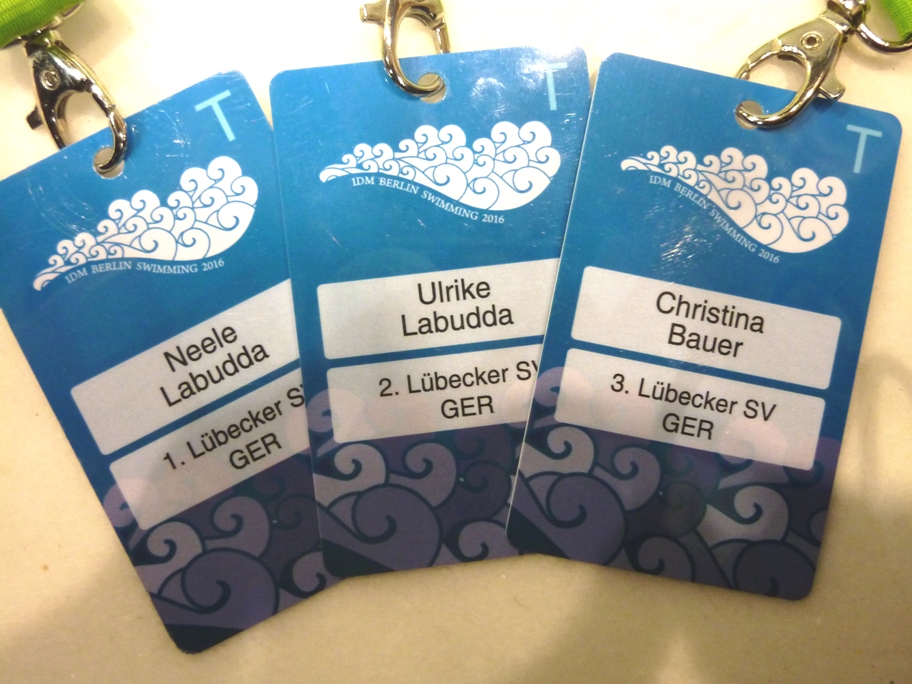 T
IDM BERLIN SWIMMING 2016
Neele
Labudda
1. Lübecker S
GER
T
IDM BERLIN SWIMMING 2016
Ulrike
Labudda
2. Lübecker SV
GER
T
IDM BERLIN SWIMMING 2016
Christina
Bauer
3. Lübecker SV
GER